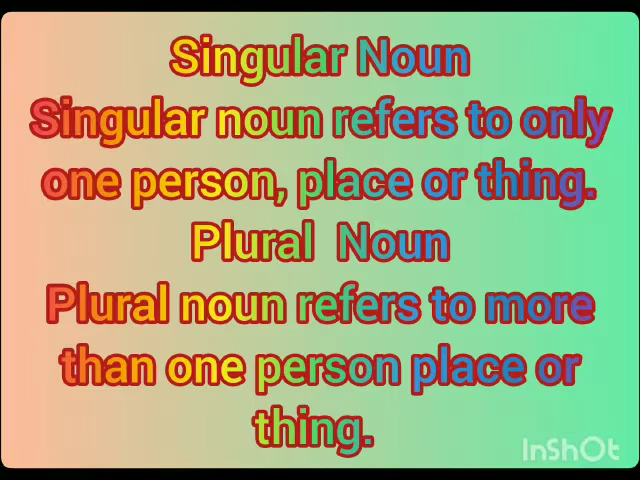 Singular Noun
Singular noun refers to only
one person, place or thing.
Plural Noun
Plural noun refers to more
than one person place or
thing.
InShOt